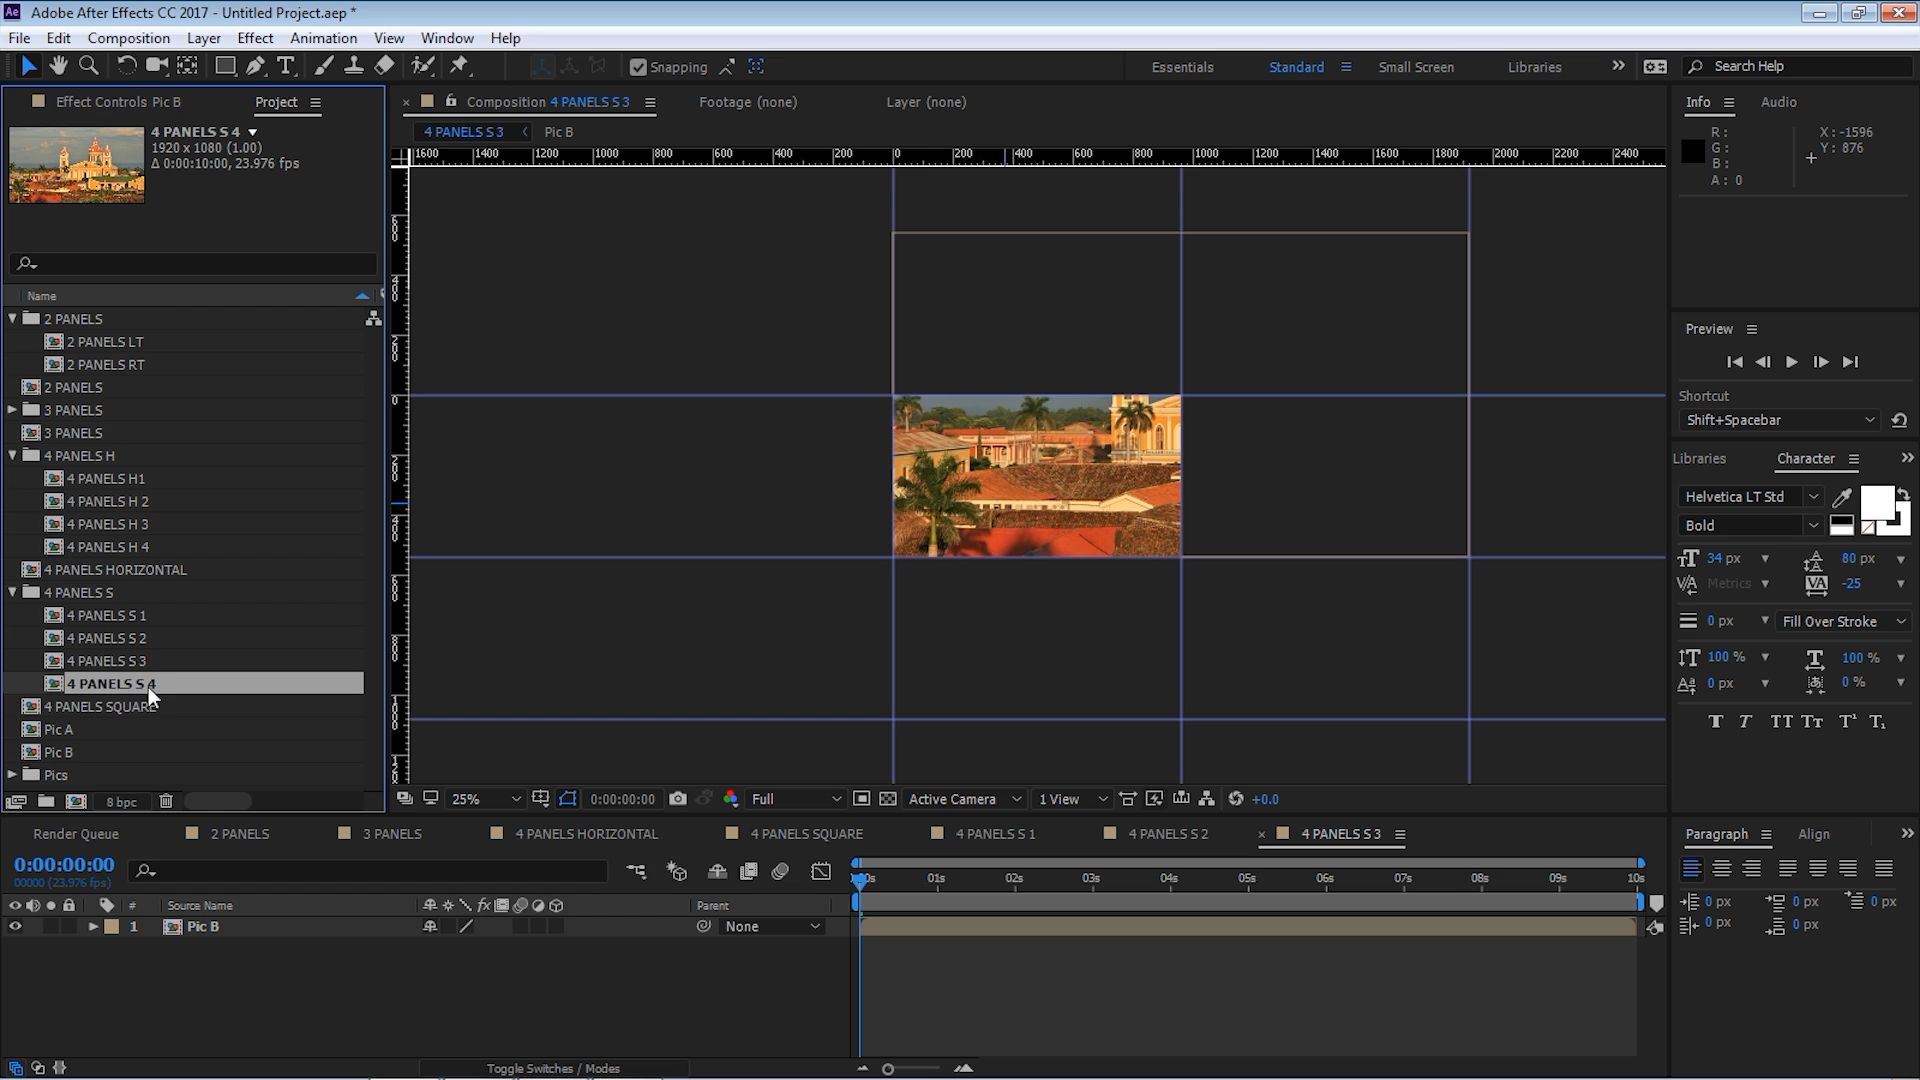 Adobe After Effects CC 2017 - Untitled Project.aep *
File Edit Composition Layer Effect Animation View Window Help
Snapping Essentials Standard Small Screen Libraries Search Help
Effect Controls Pic B Project
4 PANELS S 4
1920 x 1080 (1.00)
Δ 0:00:10:00, 23.976 fps
Name
2 PANELS
2 PANELS LT
2 PANELS RT
2 PANELS
3 PANELS
3 PANELS
4 PANELS H
4 PANELS H1
4 PANELS H 2
4 PANELS H 3
4 PANELS H 4
4 PANELS HORIZONTAL
4 PANELS S
4 PANELS S 1
4 PANELS S 2
4 PANELS S 3
4 PANELS S 4
4 PANELS SQUARE
Pic A
Pic B
Pics
8 bpc
Composition 4 PANELS S 3 Footage (none) Layer (none)
4 PANELS S 3 Pic B
1600 1400 1200 1000 800 600 400 200 0 200 400 600 800 1000 1200 1400 1600 1800 2000 2200 2400
25% 0:00:00:00 Full Active Camera 1 View +0.0
Info Audio
R: X: -1596
G: Y: 876
B:
A: 0
Preview
Shortcut
Shift+Spacebar
Libraries Character
Helvetica LT Std
Bold
34 px 80 px
Metrics -25
0 px Fill Over Stroke
100 % 100 %
0 px 0 %
T T TT Tt T¹ T₁
Render Queue 2 PANELS 3 PANELS 4 PANELS HORIZONTAL 4 PANELS SQUARE 4 PANELS S 1 4 PANELS S 2 4 PANELS S 3
0:00:00:00
00000 (23.976 fps)
01s 02s 03s 04s 05s 06s 07s 08s 09s 10s
# Source Name Parent
1 Pic B None
Toggle Switches / Modes
Paragraph Align
0 px 0 px 0 px
0 px 0 px